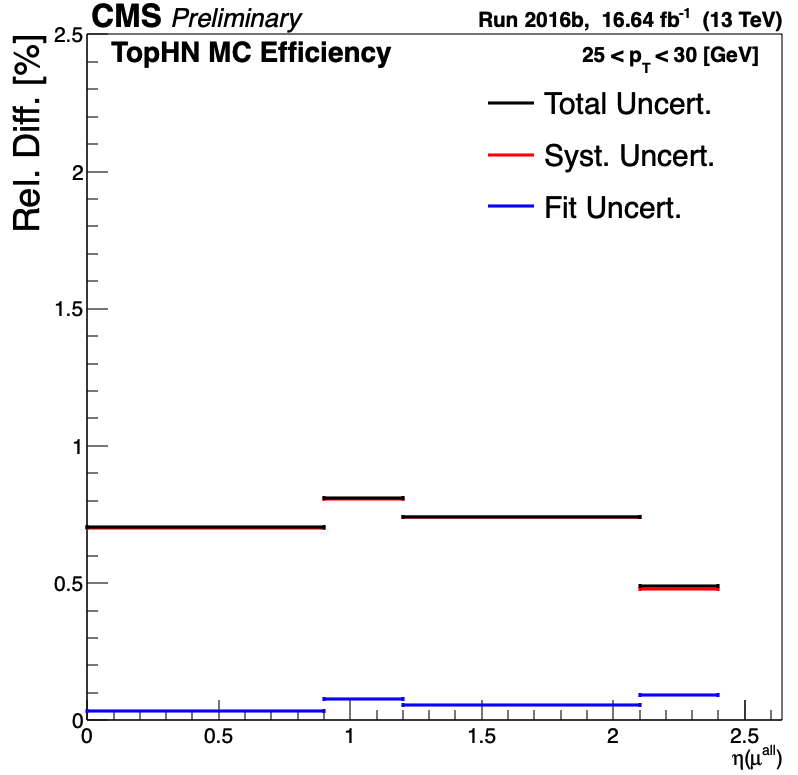 CMS Preliminary
Run 2016b, 16.64 fb⁻¹ (13 TeV)
TopHN MC Efficiency
25 < p_T < 30 [GeV]
Total Uncert.
Syst. Uncert.
Fit Uncert.
Rel. Diff. [%]
2.5
2
1.5
1
0.5
0
0 0.5 1 1.5 2 2.5
η(μ^all)